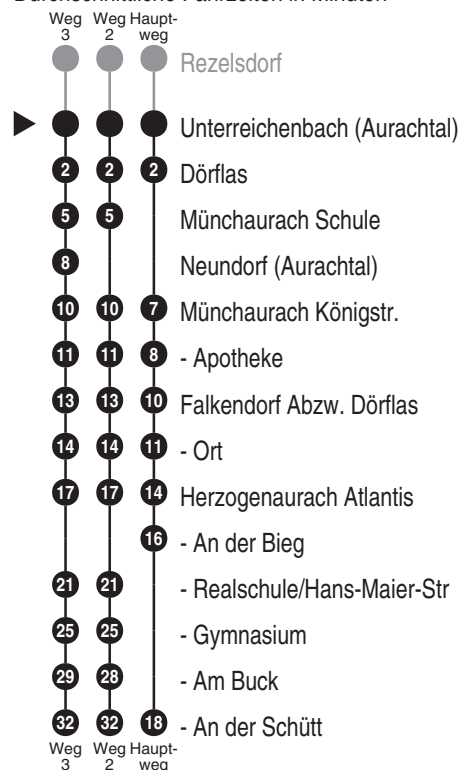 Durchschnittliche Fahrzeiten in Minuten
Weg 3 Weg 2 Haupt-weg
Rezelsdorf
Unterreichenbach (Aurachtal)
2 2 2 Dörflas
5 5 Münchaurach Schule
8 Neundorf (Aurachtal)
10 10 7 Münchaurach Königstr.
11 11 8 - Apotheke
13 13 10 Falkendorf Abzw. Dörflas
14 14 11 - Ort
17 17 14 Herzogenaurach Atlantis
16 - An der Bieg
21 21 - Realschule/Hans-Maier-Str
25 25 - Gymnasium
29 28 - Am Buck
32 32 18 - An der Schütt
Weg 3 Weg 2 Haupt-weg